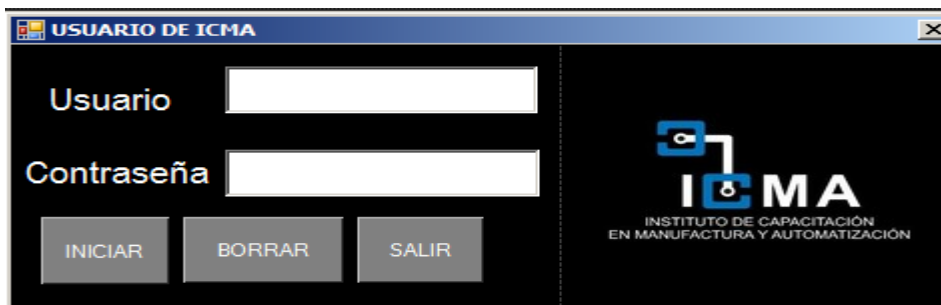 USUARIO DE ICMA
Usuario
Contraseña
INICIAR BORRAR SALIR
ICMA
INSTITUTO DE CAPACITACIÓN
EN MANUFACTURA Y AUTOMATIZACIÓN